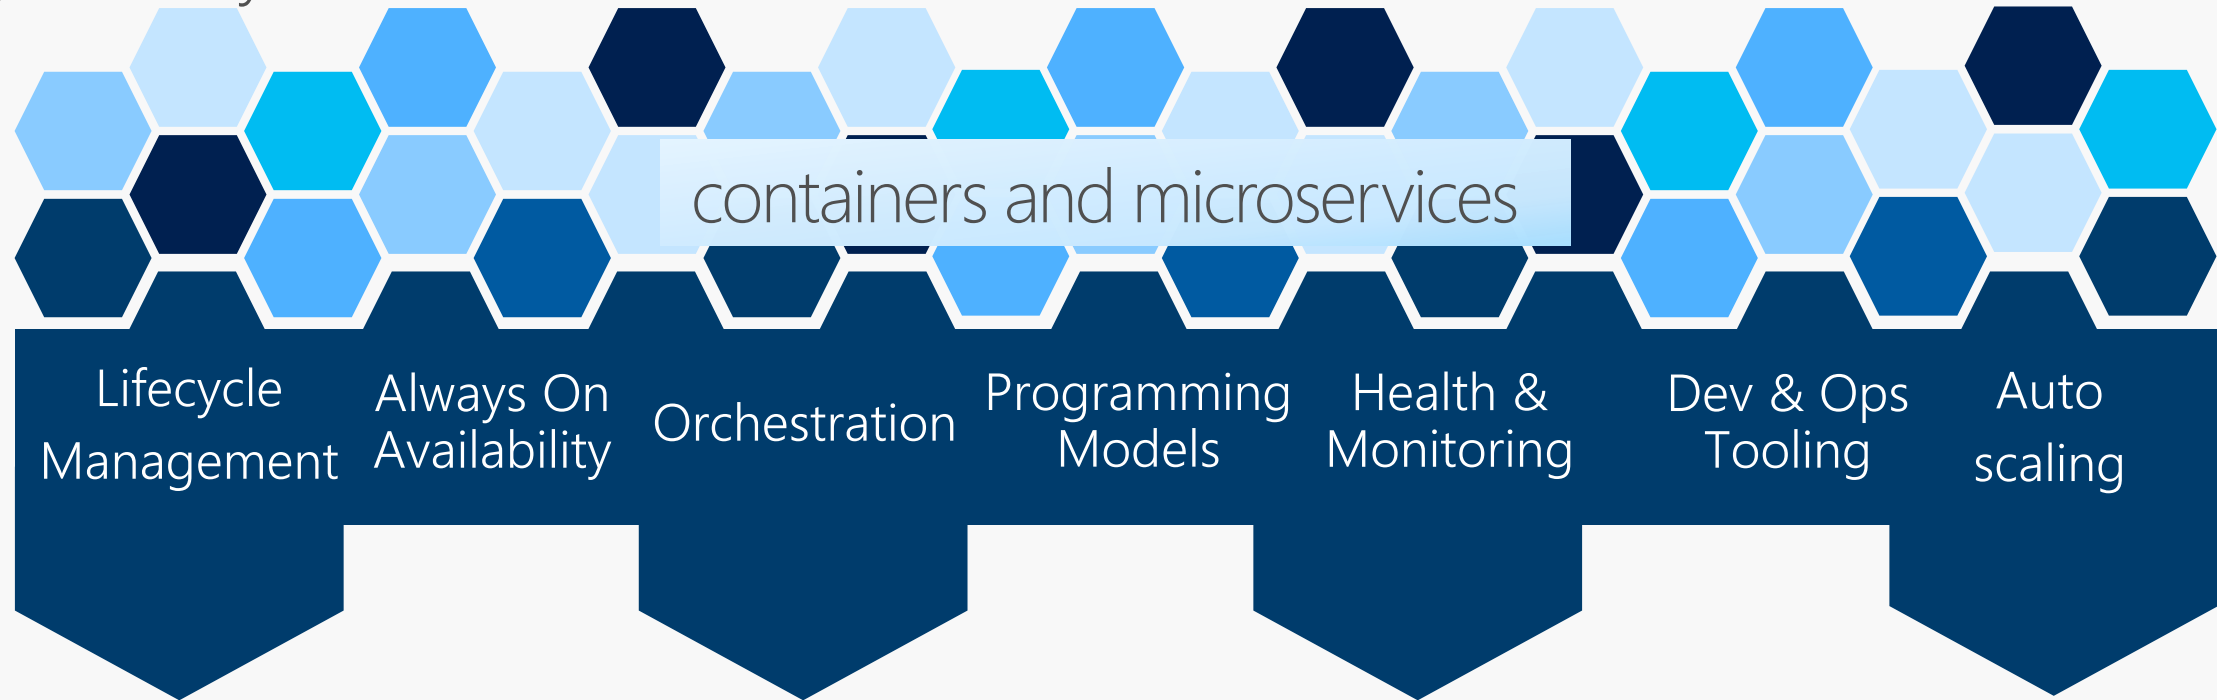 containers and microservices
Lifecycle
Management
Always On
Availability
Orchestration
Programming
Models
Health &
Monitoring
Dev & Ops
Tooling
Auto
scaling